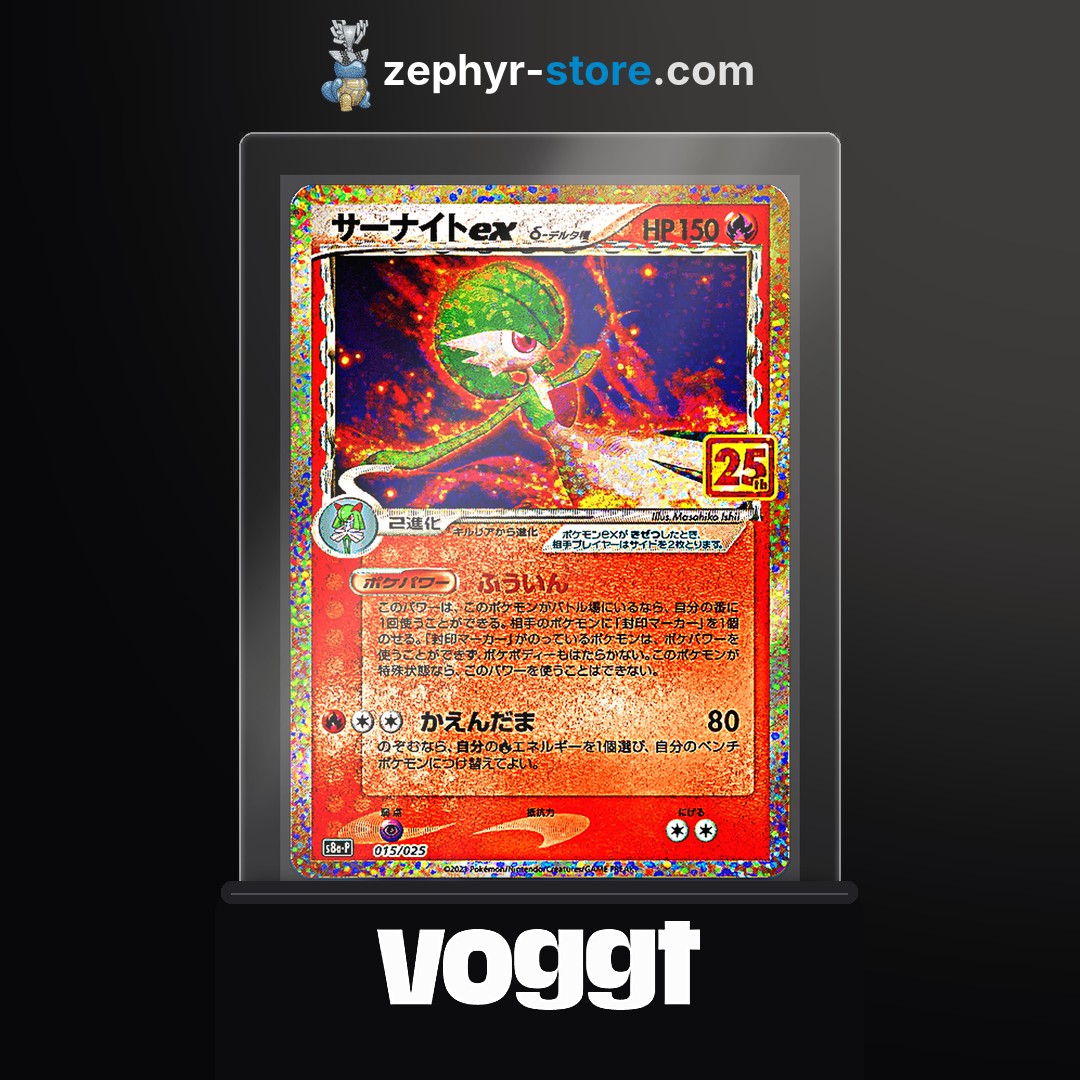 zephyr-store.com
サーナイトex δ-デルタ種 HP150
25th
Illus. Masahiko Ishii
2進化 キルリアから進化
ポケモンexが きぜつしたとき、
相手プレイヤーはサイドを2枚とります。
ポケパワー ふういん
このパワーは、このポケモンがバトル場にいるなら、自分の番に
1回使うことができる。相手のポケモンに「封印マーカー」を1個
のせる。「封印マーカー」がのっているポケモンは、ポケパワーを
使うことができず、ポケボディーもはたらかない。このポケモンが
特殊状態なら、このパワーを使うことはできない。
かえんだま 80
のぞむなら、自分のエネルギーを1個選び、自分のベンチ
ポケモンにつけ替えてよい。
弱点 抵抗力 にげる
s8a-P 015/025
©2021 Pokémon/Nintendo/Creatures/GAME FREAK
voggt